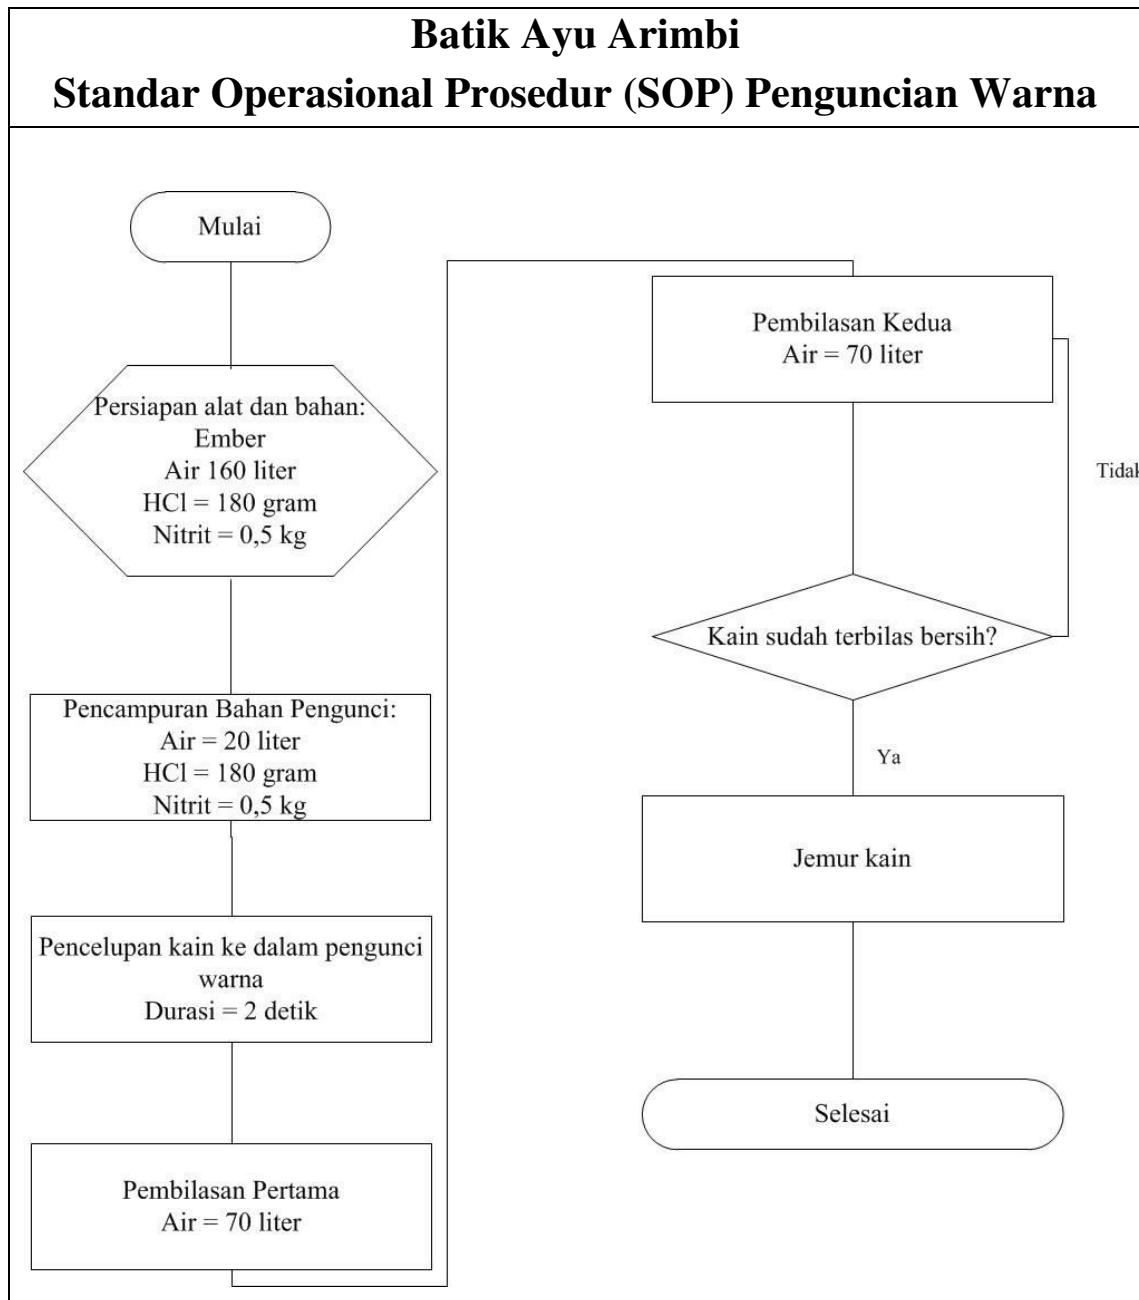 Batik Ayu Arimbi
Standar Operasional Prosedur (SOP) Penguncian Warna
Mulai
Persiapan alat dan bahan:
Ember
Air 160 liter
HCl = 180 gram
Nitrit = 0,5 kg
Pencampuran Bahan Pengunci:
Air = 20 liter
HCl = 180 gram
Nitrit = 0,5 kg
Pencelupan kain ke dalam pengunci
warna
Durasi = 2 detik
Pembilasan Pertama
Air = 70 liter
Pembilasan Kedua
Air = 70 liter
Tidak
Kain sudah terbilas bersih?
Ya
Jemur kain
Selesai